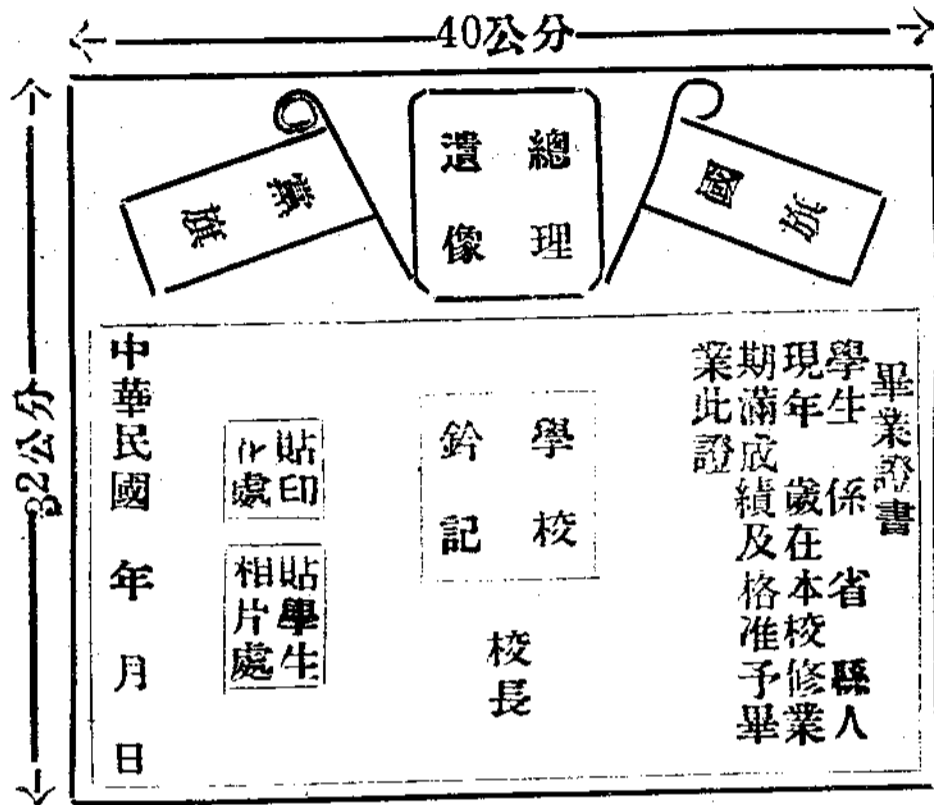 40公分
32公分
國旗
總理
遺像
黨旗
畢業證書
學生 係 省 縣人
現年 歲在本校修業
期滿成績及格准予畢
業此證
學校
鈐記
校長
貼印
處
貼學生
相片處
中華民國 年 月 日